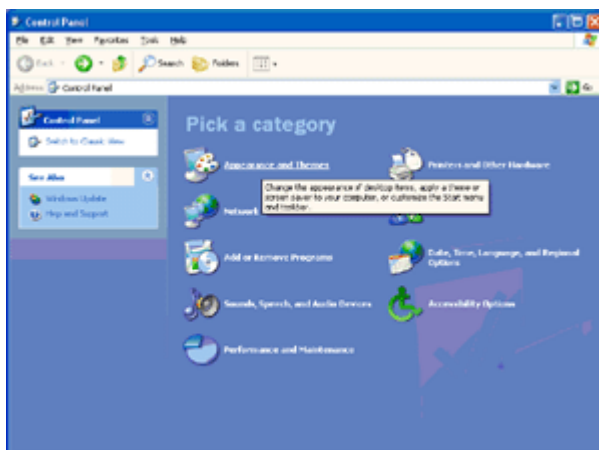 Control Panel
File Edit View Favorites Tools Help
Back Search Folders
Address Control Panel Go
Control Panel
Switch to Classic View
See Also
Windows Update
Help and Support
Pick a category
Appearance and Themes
Printers and Other Hardware
Change the appearance of desktop items, apply a theme or
screen saver to your computer, or customize the Start menu
and taskbar.
Network
Add or Remove Programs
Date, Time, Language, and Regional
Options
Sounds, Speech, and Audio Devices
Accessibility Options
Performance and Maintenance